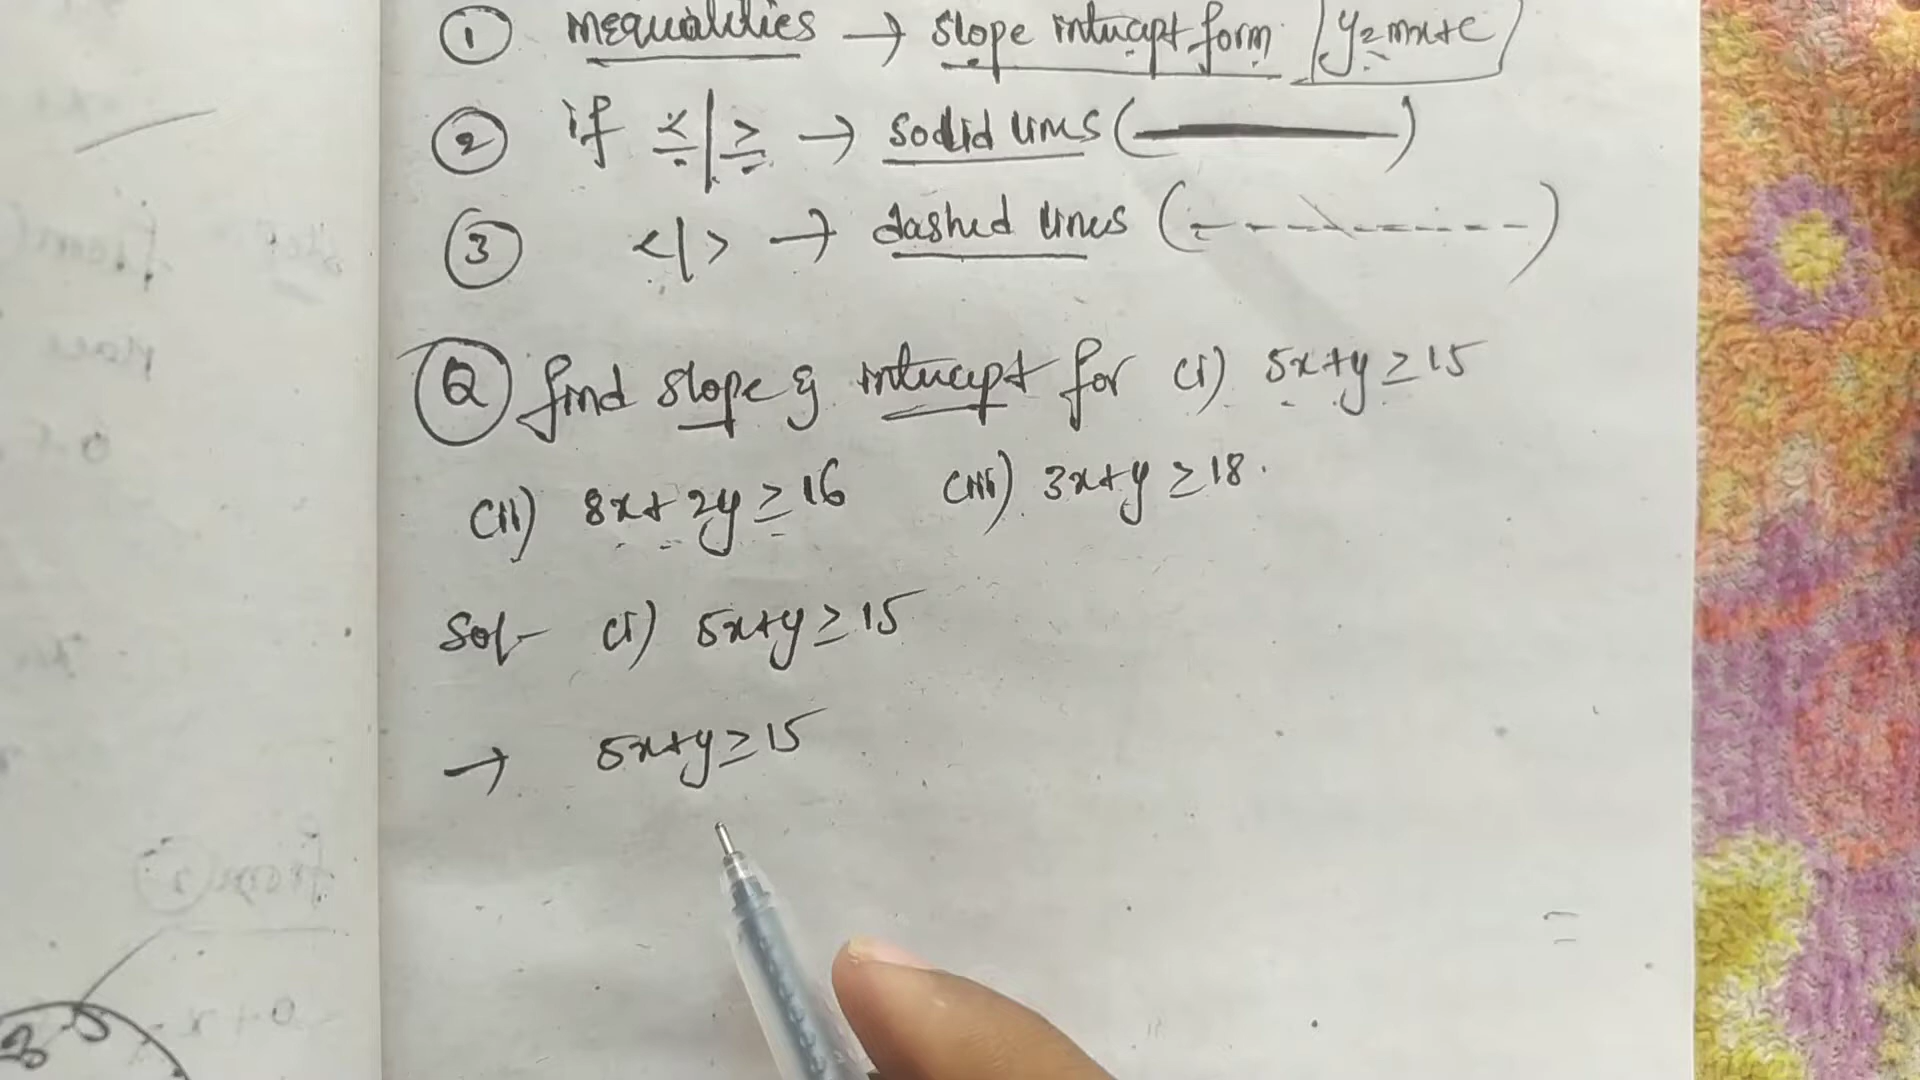 ① inequalities → slope intercept form y=mx+c
② if ≤|≥ → solid lines (———)
③ <|> → dashed lines (- - - - - - - -)
Q find slope & intercept for (i) 5x+y≥15
(ii) 8x+2y≥16 (iii) 3x+y≥18.
Sol- (i) 5x+y≥15
→ 5x+y≥15